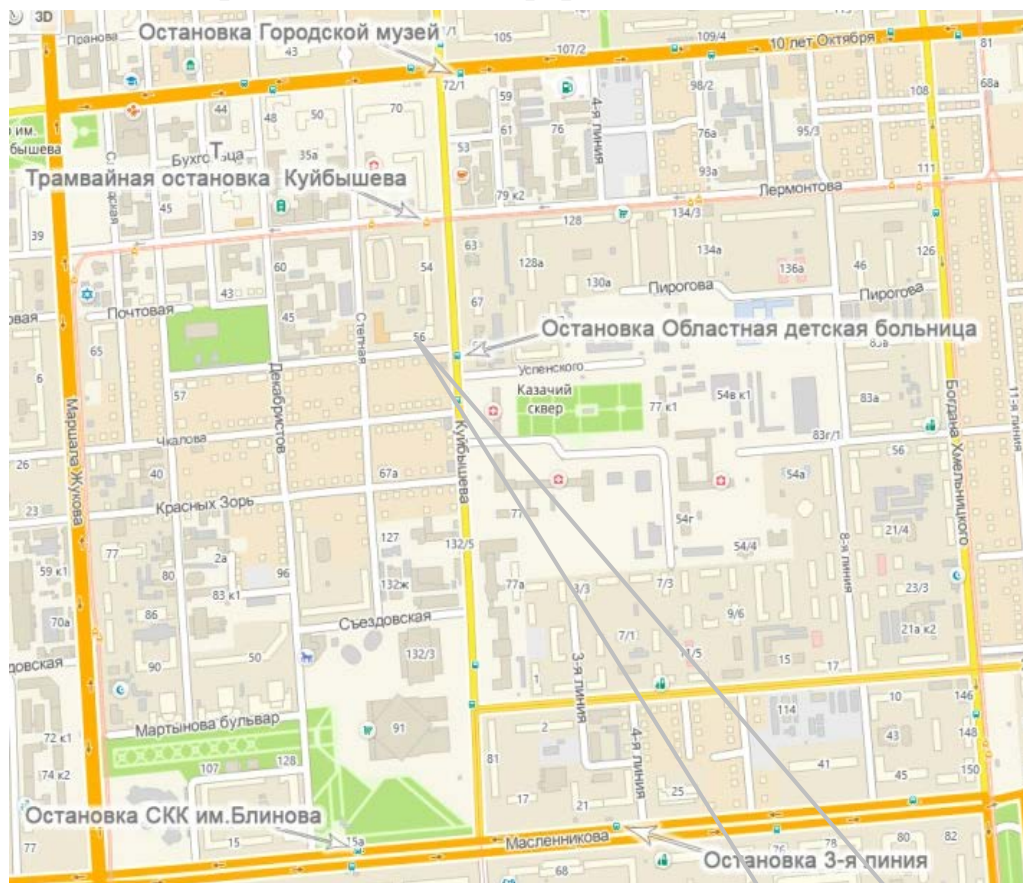 3D
Пранова
Остановка Городской музей
43
105
107/2
109/4
10 лет Октября
81
72/1
98/2
108
68а
59
44
48
50
70
61
76
4-я линия
76а
95/3
им.
бышева
Бухгольца
Т
35а
53
79 к2
93а
Лермонтова
111
Трамвайная остановка Куйбышева
45
39
128
134/3
60
54
63
128а
134а
126
136а
46
43
67
130а
Пирогова
Пирогова
Почтовая
овая
65
45
Степная
56
Остановка Областная детская больница
83в
6
57
Декабристов
Успенского
Казачий
сквер
77 к1
54в к1
83а
Богдана Хмельницкого
11-я линия
Маршала Жукова
Чкалова
Куйбышева
83г/1
26
40
67а
54а
56
23
Красных Зорь
77
54г
21/4
127
132/5
8-я линия
77
2а
54/4
59 к1
80
96
83 к1
132ж
77а
3/3
7/3
23/3
70а
86
Съездовская
9/6
7/1
21а к2
довская
90
50
132/3
3-я линия
11/5
15
17
1
Мартынова бульвар
91
2
114
10
146
72 к1
107
128
81
4-я линия
43
148
74 к2
41
45
150
17
21
25
Остановка СКК им.Блинова
15
15а
Масленникова
77
76
78
80
82
Остановка 3-я линия
68